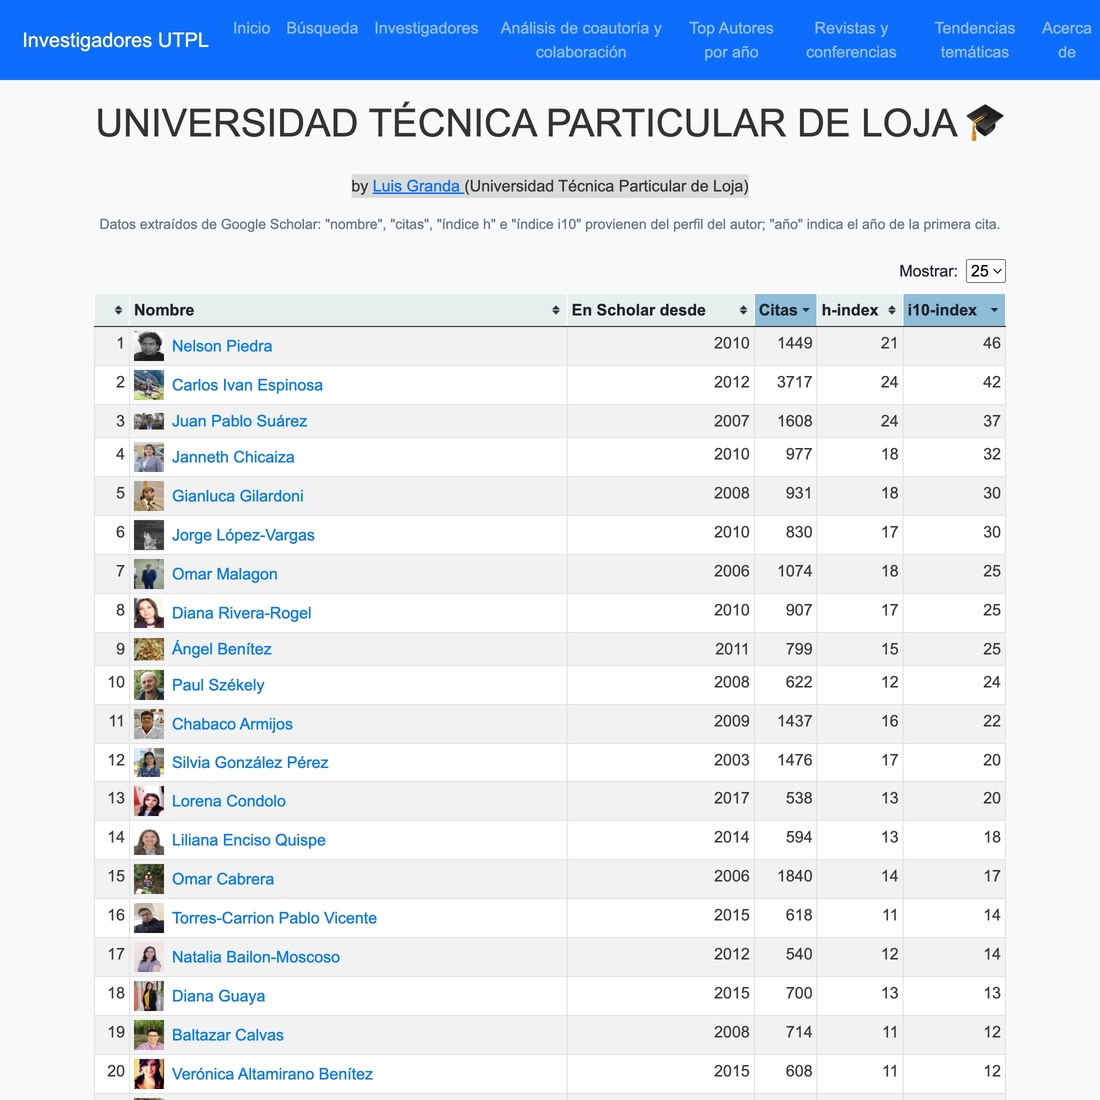 Investigadores UTPL
Inicio
Búsqueda
Investigadores
Análisis de coautoría y
colaboración
Top Autores
por año
Revistas y
conferencias
Tendencias
temáticas
Acerca
de
UNIVERSIDAD TÉCNICA PARTICULAR DE LOJA
by Luis Granda (Universidad Técnica Particular de Loja)
Datos extraídos de Google Scholar: "nombre", "citas", "índice h" e "índice i10" provienen del perfil del autor; "año" indica el año de la primera cita.
Mostrar: 25
Nombre En Scholar desde Citas h-index i10-index
1 Nelson Piedra 2010 1449 21 46
2 Carlos Ivan Espinosa 2012 3717 24 42
3 Juan Pablo Suárez 2007 1608 24 37
4 Janneth Chicaiza 2010 977 18 32
5 Gianluca Gilardoni 2008 931 18 30
6 Jorge López-Vargas 2010 830 17 30
7 Omar Malagon 2006 1074 18 25
8 Diana Rivera-Rogel 2010 907 17 25
9 Ángel Benítez 2011 799 15 25
10 Paul Székely 2008 622 12 24
11 Chabaco Armijos 2009 1437 16 22
12 Silvia González Pérez 2003 1476 17 20
13 Lorena Condolo 2017 538 13 20
14 Liliana Enciso Quispe 2014 594 13 18
15 Omar Cabrera 2006 1840 14 17
16 Torres-Carrion Pablo Vicente 2015 618 11 14
17 Natalia Bailon-Moscoso 2012 540 12 14
18 Diana Guaya 2015 700 13 13
19 Baltazar Calvas 2008 714 11 12
20 Verónica Altamirano Benítez 2015 608 11 12